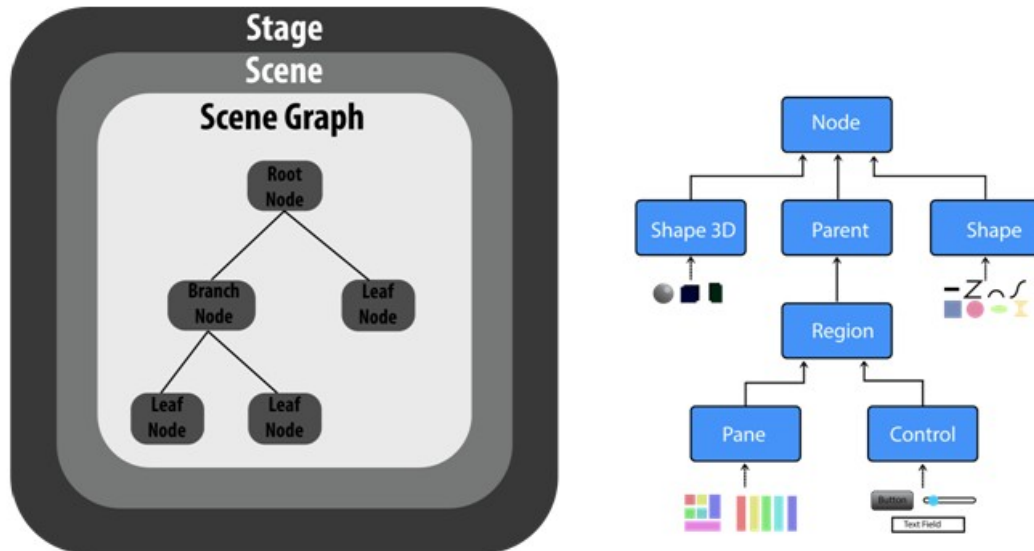 Stage
Scene
Scene Graph
Root
Node
Branch
Node
Leaf
Node
Leaf
Node
Leaf
Node
Node
Shape 3D
Parent
Shape
Region
Pane
Control
Button
Text Field